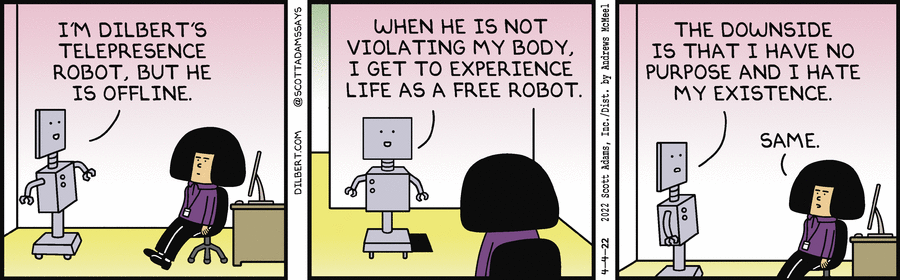 I'M DILBERT'S
TELEPRESENCE
ROBOT, BUT HE
IS OFFLINE.
DILBERT.COM @SCOTTADAMSSAYS
WHEN HE IS NOT
VIOLATING MY BODY,
I GET TO EXPERIENCE
LIFE AS A FREE ROBOT.
4-4-22 2022 Scott Adams, Inc./Dist. by Andrews McMeel
THE DOWNSIDE
IS THAT I HAVE NO
PURPOSE AND I HATE
MY EXISTENCE.
SAME.